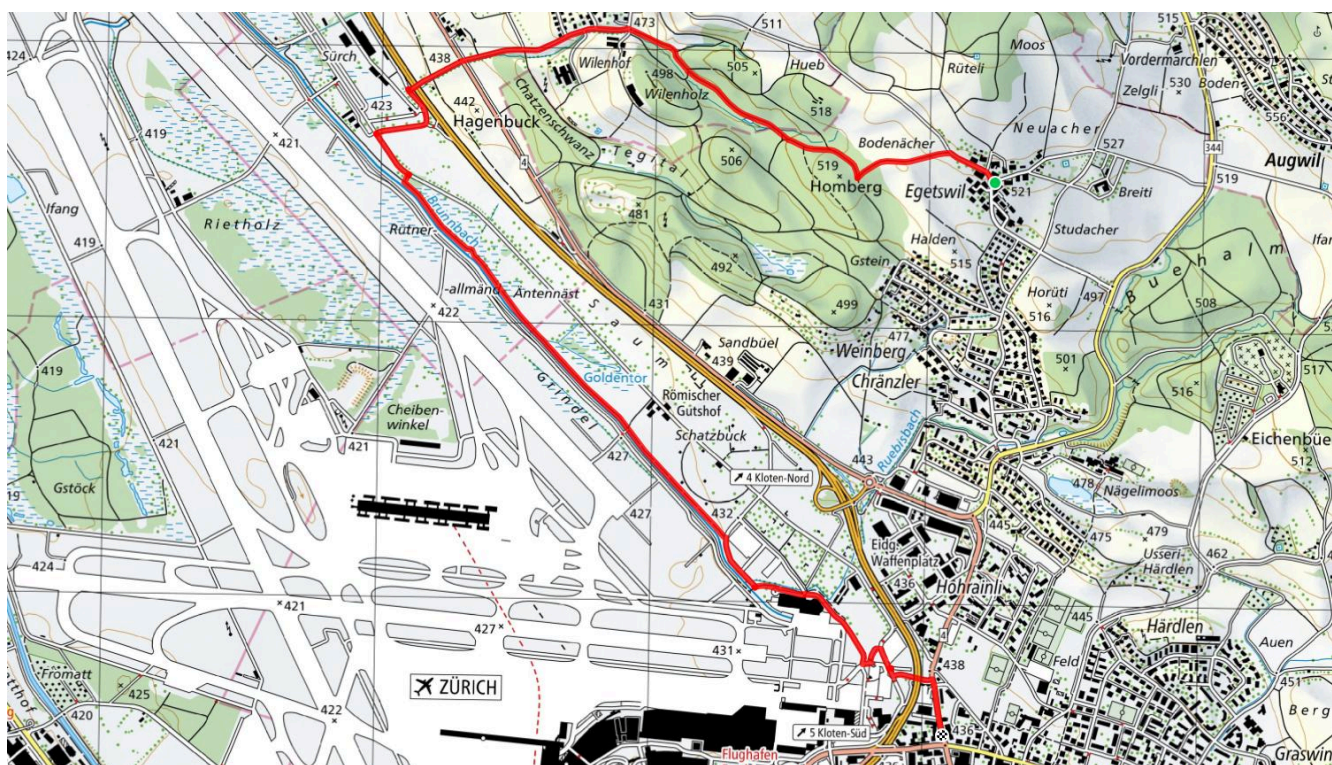 424
Sürch
438
473
511
Moos
515
Wilenhof
Hueb
Rüteli
Vordermarchlen
498
505
Zelgli
530
Boden
Wilenholz
423
442
Hagenbuck
Chatzenschwanz
518
556
419
421
Neuacher
Bodenächer
Tegital
506
527
344
Augwil
519
Homberg
Egetswil
521
Breiti
519
Ifang
Rietholz
Brunnbach
481
Studacher
Rütner
Halden
419
492
Gstein
515
Buehalm
-allmänd
Antennäst
Horüti
497
422
Saum
431
499
516
508
Sandbüel
477
439
Weinberg
501
419
Goldentor
Chränzler
516
517
Grindel
Römischer
Gutshof
Cheiben-
winkel
421
421
Schatzbuck
Ruebisbach
443
Eichenbüe
427
4 Kloten-Nord
512
Gstöck
478
Nägelimoos
427
432
445
475
479
Eidg.
Waffenplatz
Usseri-
Härdlen
462
424
436
421
Hohrainli
445
427
Härdlen
431
4
438
Feld
Auen
Fromatt
425
ZÜRICH
451
420
422
5 Kloten-Süd
436
Flughafen
Graswin